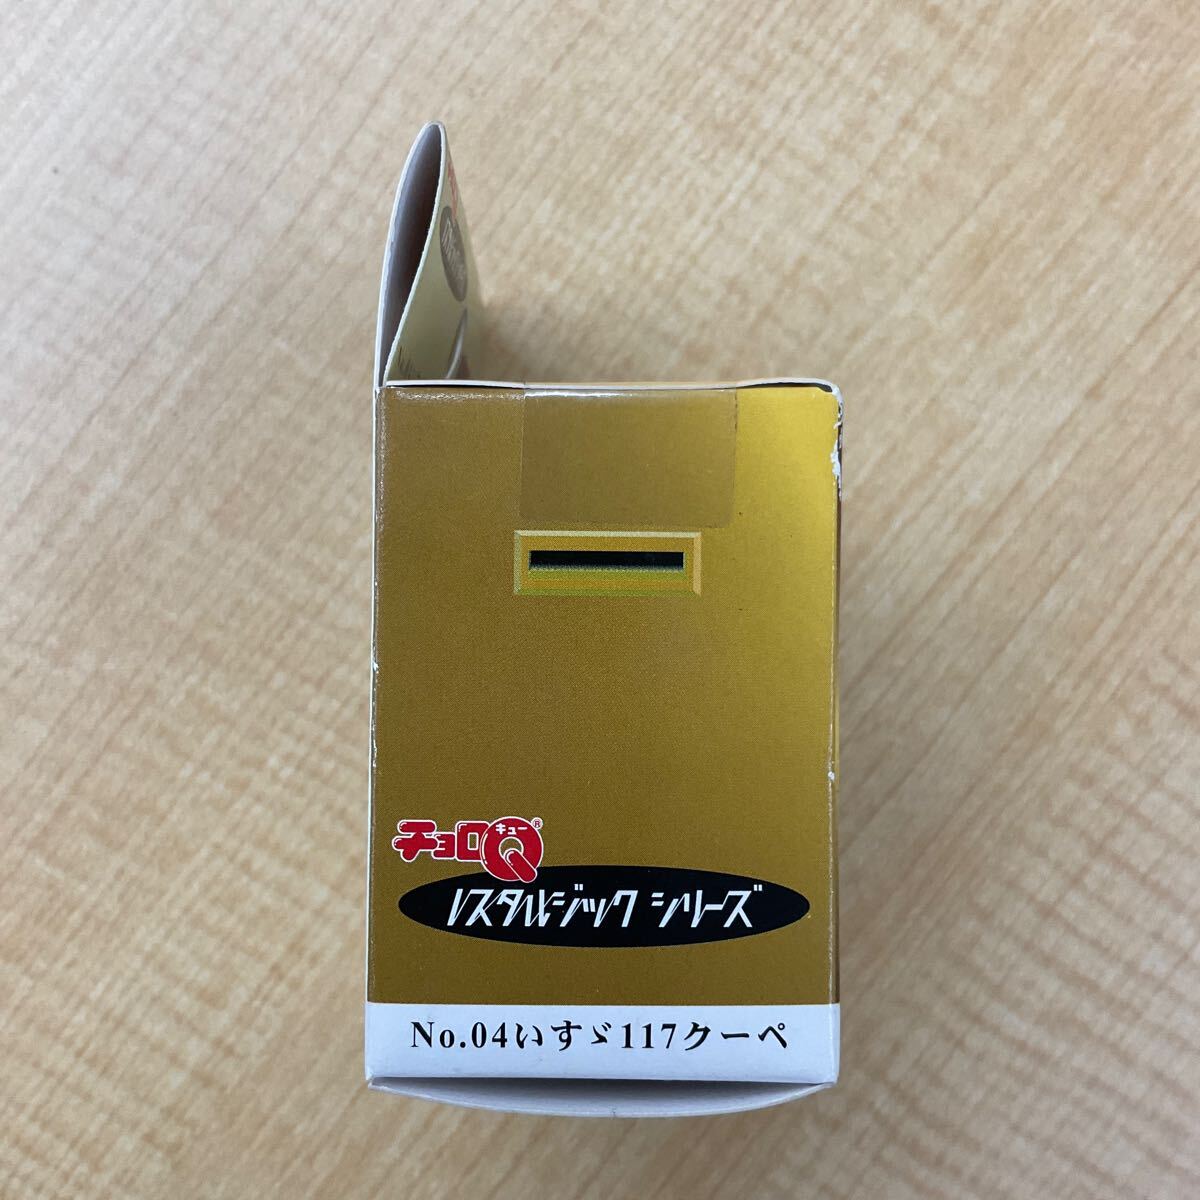 チョロQ
キュー®
ノスタルジック シリーズ
No.04いすゞ117クーペ